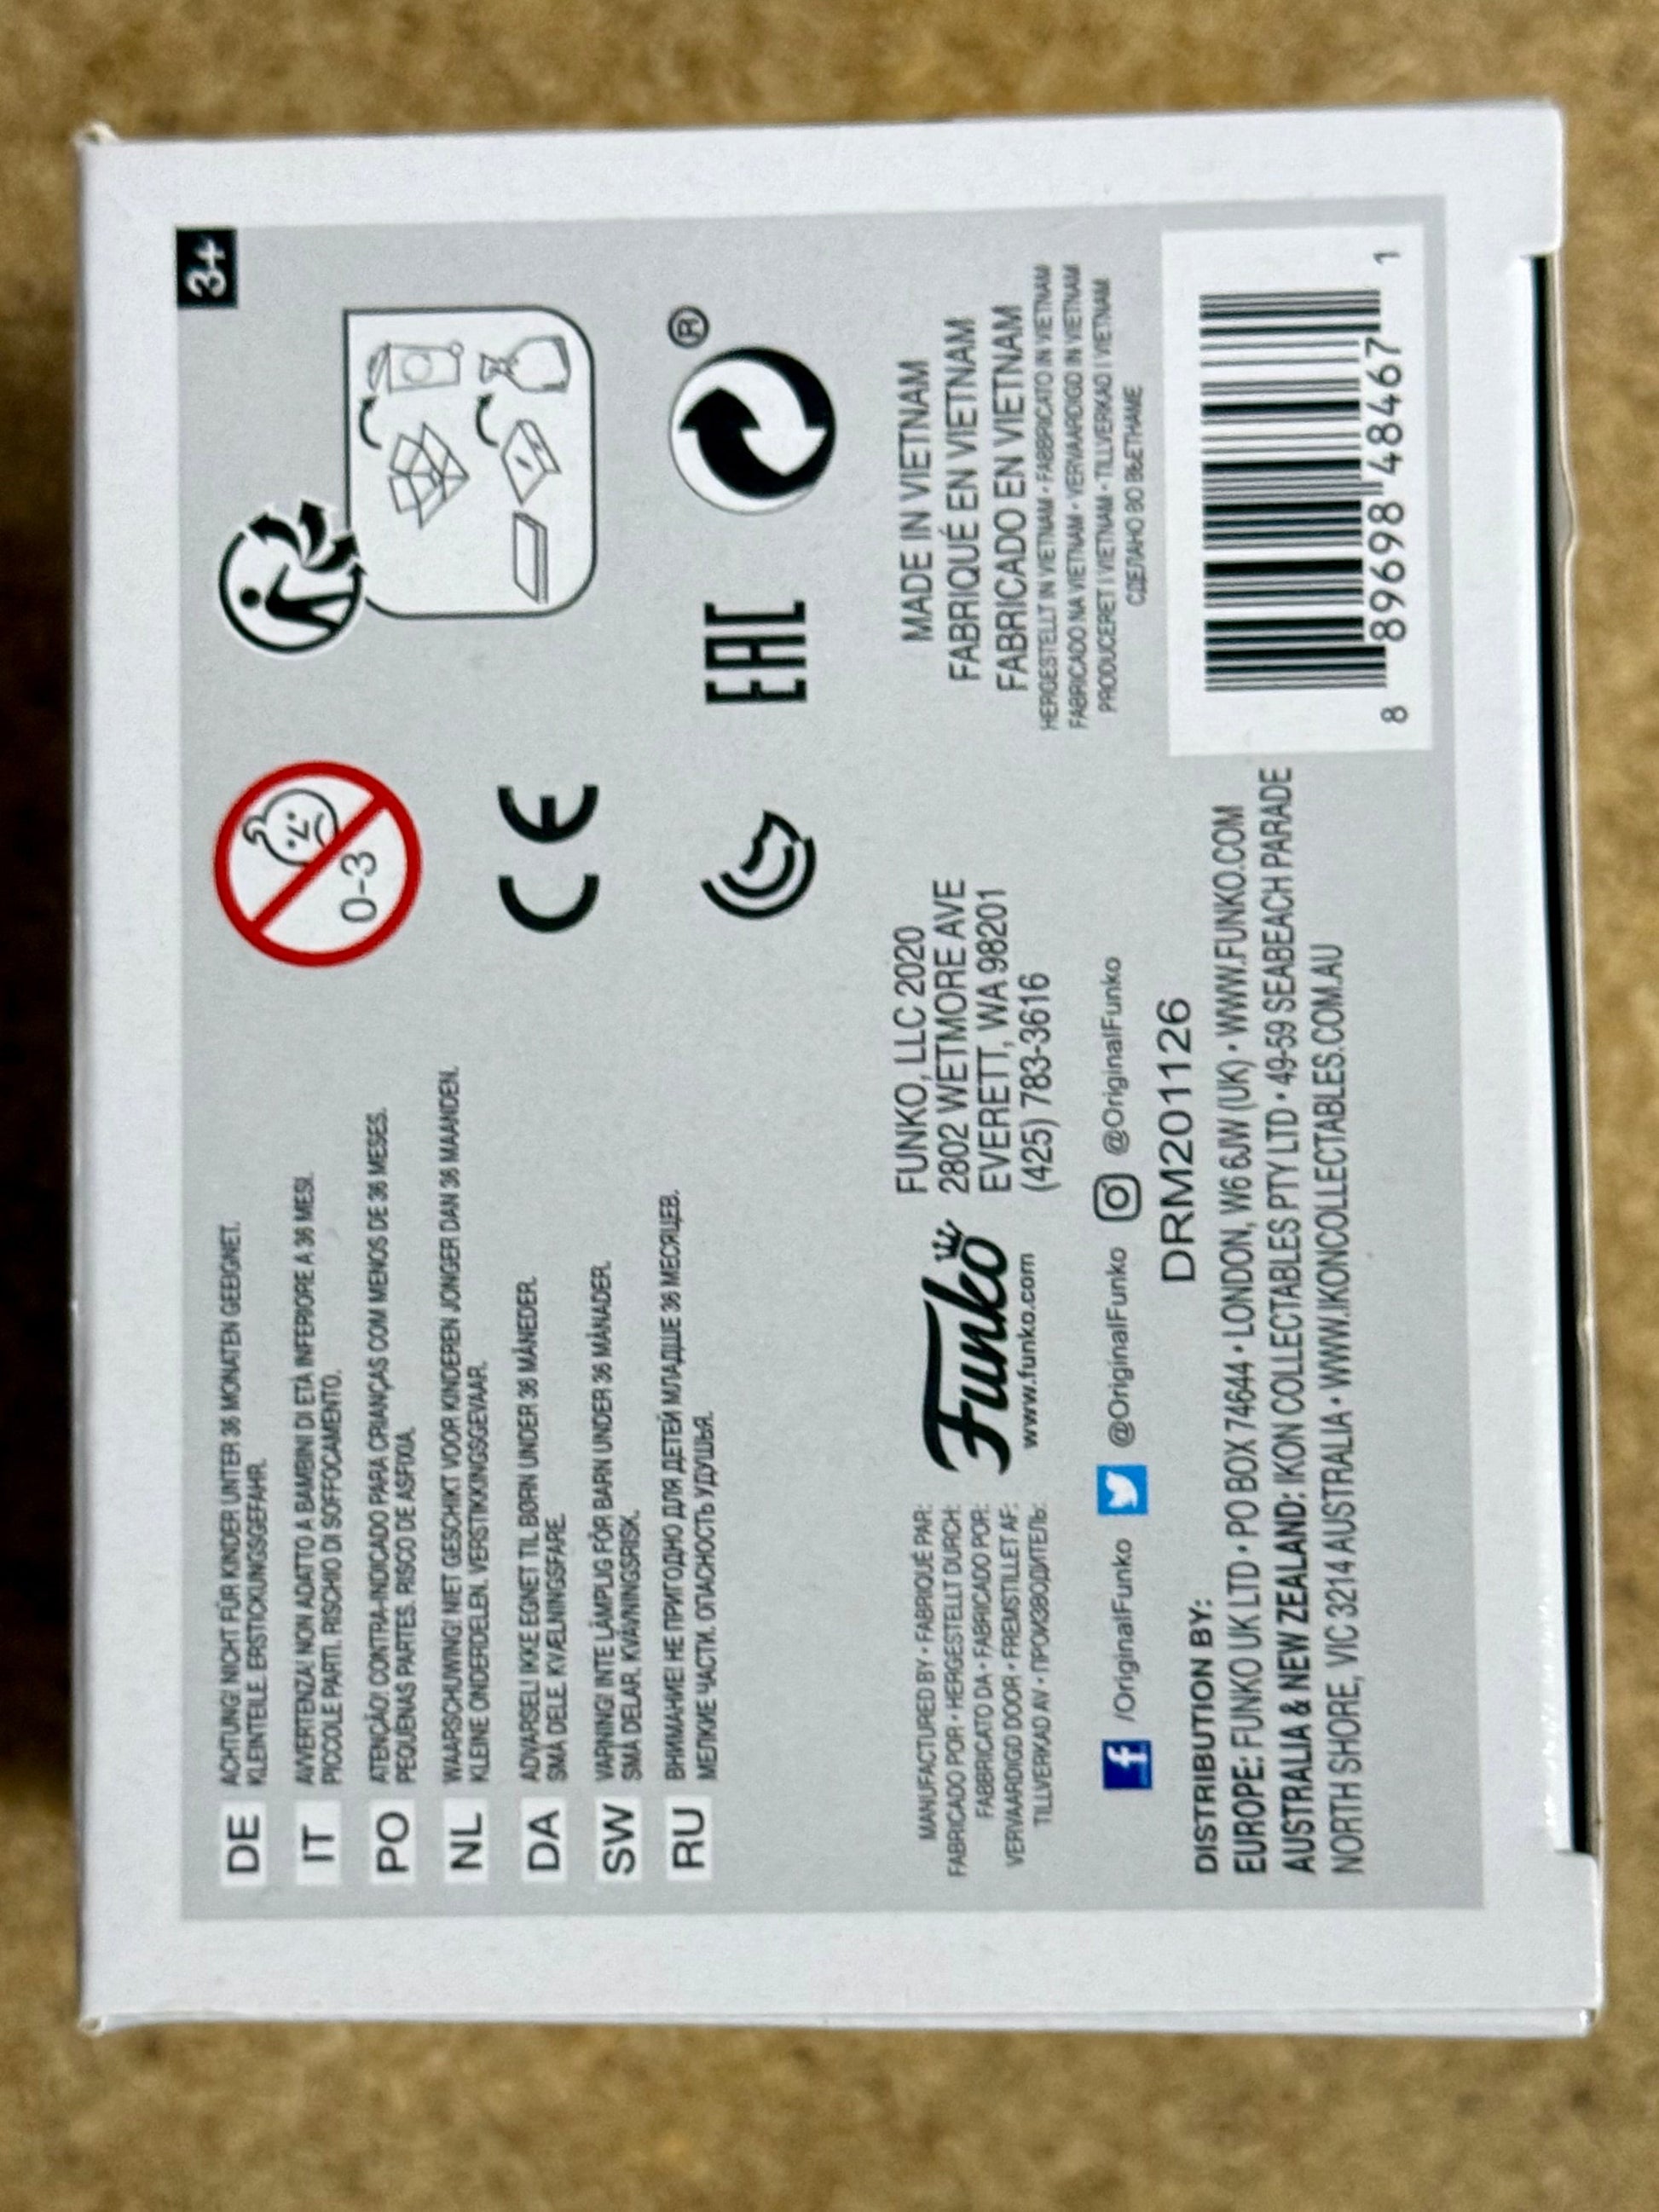 3+
DE ACHTUNG! NICHT FÜR KINDER UNTER 36 MONATEN GEEIGNET.
KLEINTEILE. ERSTICKUNGSGEFAHR.
IT AVVERTENZA! NON ADATTO A BAMBINI DI ETÀ INFERIORE A 36 MESI.
PICCOLE PARTI. RISCHIO DI SOFFOCAMENTO.
PO ATENÇÃO! CONTRA-INDICADO PARA CRIANÇAS COM MENOS DE 36 MESES.
PEQUENAS PARTES. RISCO DE ASFIXIA.
NL WAARSCHUWING! NIET GESCHIKT VOOR KINDEREN JONGER DAN 36 MAANDEN.
KLEINE ONDERDELEN. VERSTIKKINGSGEVAAR.
DA ADVARSEL! IKKE EGNET TIL BØRN UNDER 36 MÅNEDER.
SMÅ DELE. KVÆLNINGSFARE.
SW VARNING! INTE LÄMPLIG FÖR BARN UNDER 36 MÅNADER.
SMÅ DELAR. KVÄVNINGSRISK.
RU ВНИМАНИЕ! НЕ ПРИГОДНО ДЛЯ ДЕТЕЙ МЛАДШЕ 36 МЕСЯЦЕВ.
МЕЛКИЕ ЧАСТИ. ОПАСНОСТЬ УДУШЬЯ.
0-3
CE
EAC
®
MANUFACTURED BY • FABRIQUÉ PAR:
FABRICADO POR • HERGESTELLT DURCH:
FABBRICATO DA • FABRICADO POR:
VERVAARDIGD DOOR • FREMSTILLET AF:
TILLVERKAD AV • ПРОИЗВОДИТЕЛЬ:
Funko
www.funko.com
FUNKO, LLC 2020
2802 WETMORE AVE
EVERETT, WA 98201
(425) 783-3616
MADE IN VIETNAM
FABRIQUÉ EN VIETNAM
FABRICADO EN VIETNAM
HERGESTELLT IN VIETNAM • FABBRICATO IN VIETNAM
FABRICADO NA VIETNAM • VERVAARDIGD IN VIETNAM
PRODUCERET I VIETNAM • TILLVERKAD I VIETNAM
СДЕЛАНО ВО ВЬЕТНАМЕ
f /OriginalFunko @OriginalFunko @OriginalFunko
DRM201126
DISTRIBUTION BY:
EUROPE: FUNKO UK LTD • PO BOX 74644 • LONDON, W6 6JW (UK) • WWW.FUNKO.COM
AUSTRALIA & NEW ZEALAND: IKON COLLECTABLES PTY LTD • 49-59 SEABEACH PARADE
NORTH SHORE, VIC 3214 AUSTRALIA • WWW.IKONCOLLECTABLES.COM.AU
8 89698 48467 1